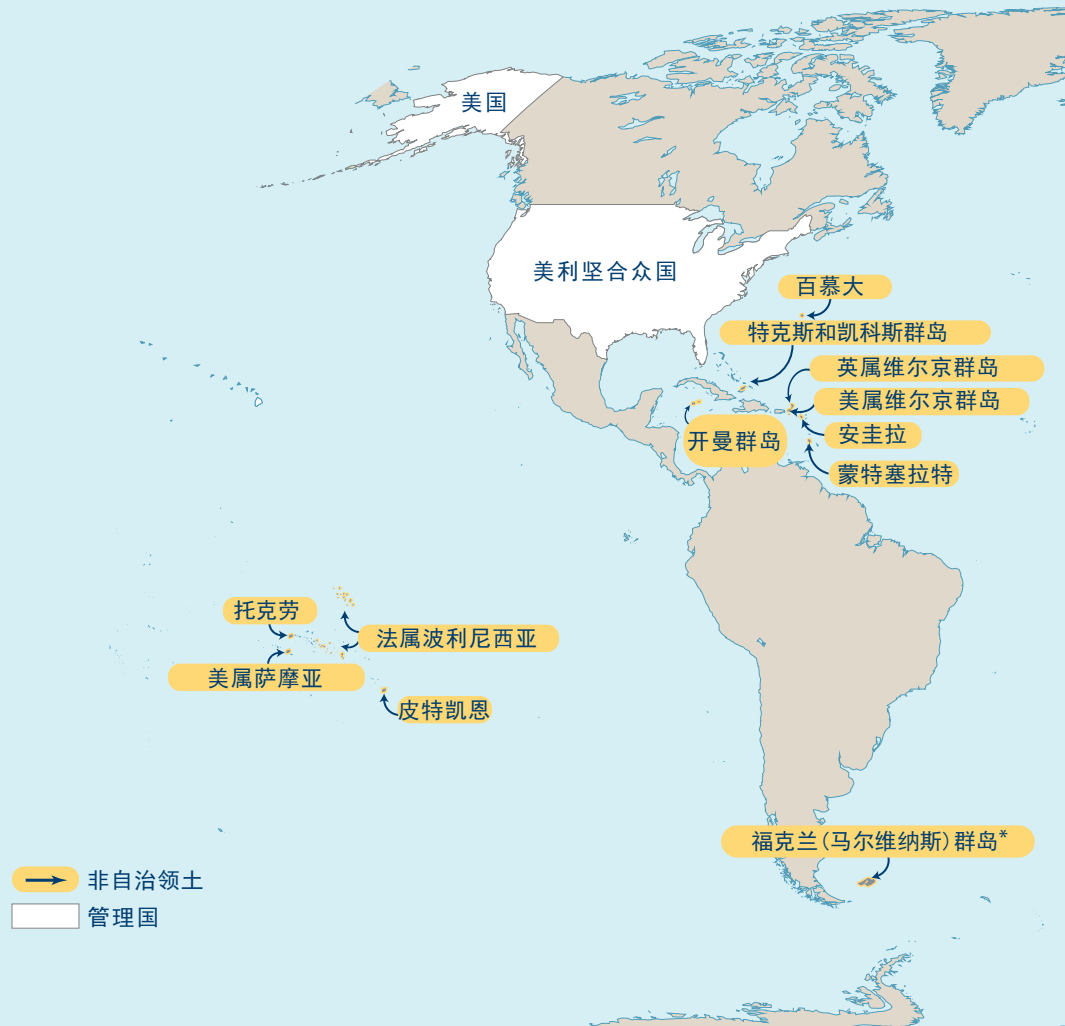 美国
美利坚合众国
百慕大
特克斯和凯科斯群岛
英属维尔京群岛
美属维尔京群岛
开曼群岛
安圭拉
蒙特塞拉特
托克劳
法属波利尼西亚
美属萨摩亚
皮特凯恩
福克兰(马尔维纳斯)群岛*
非自治领土
管理国